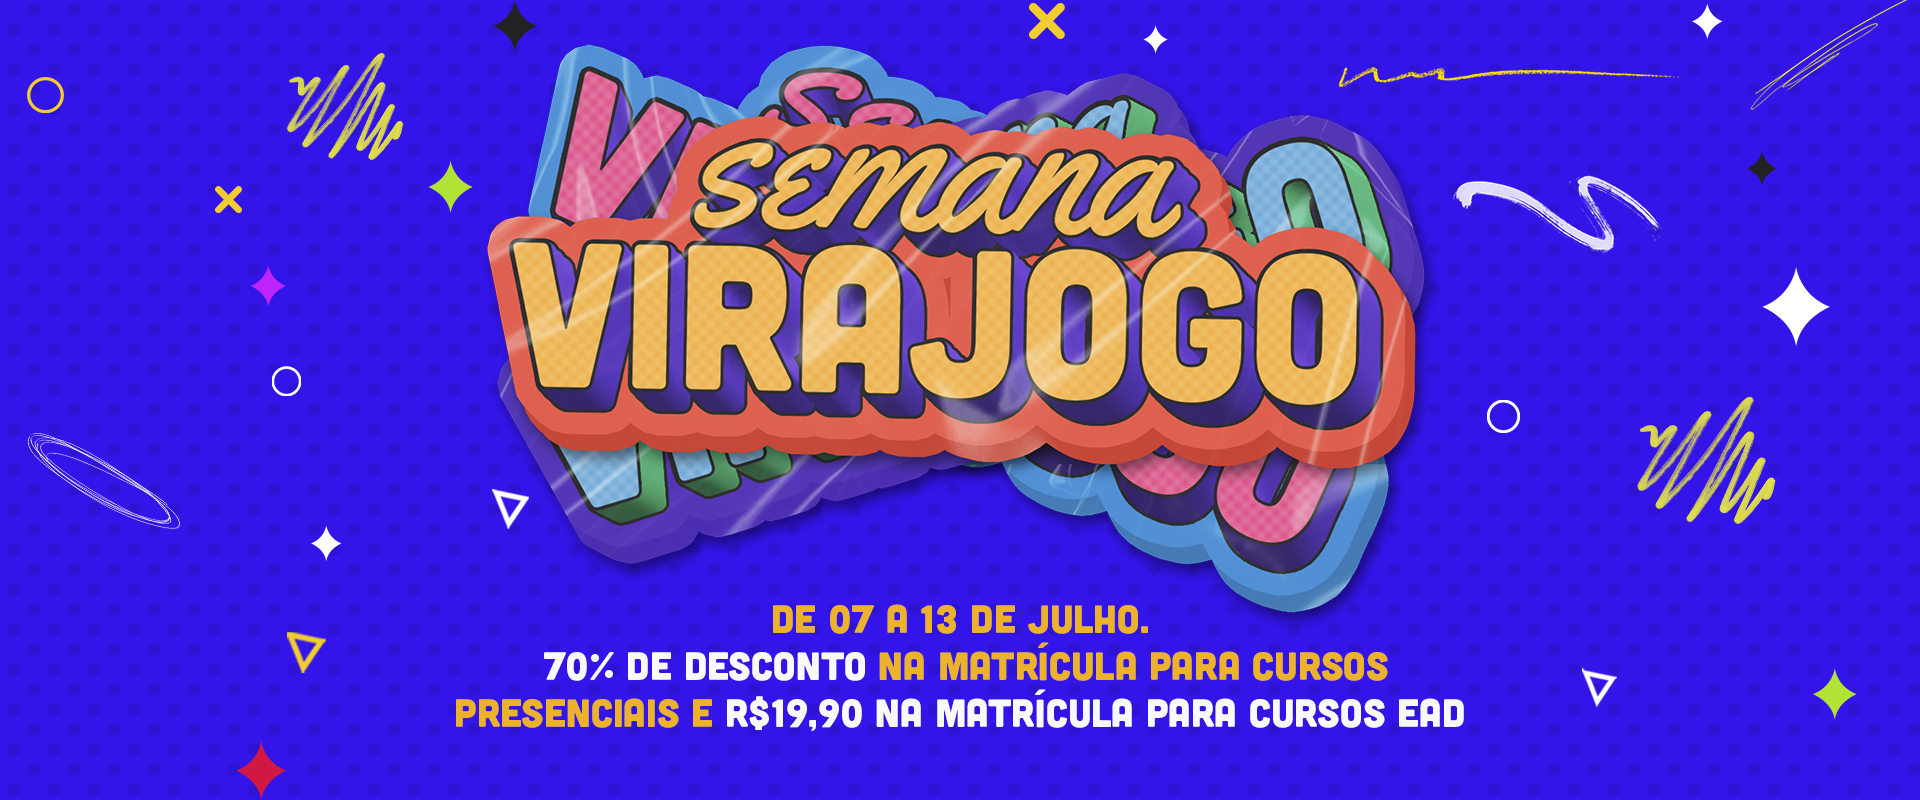 semana
VIRAJOGO
DE 07 A 13 DE JULHO.
70% DE DESCONTO NA MATRÍCULA PARA CURSOS
PRESENCIAIS E R$19,90 NA MATRÍCULA PARA CURSOS EAD